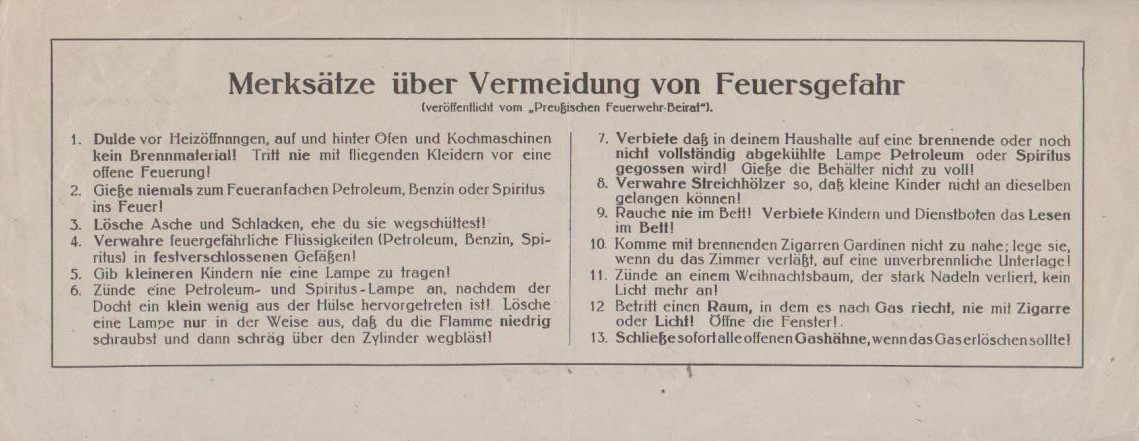 Merksätze über Vermeidung von Feuersgefahr
(veröffentlicht vom „Preußischen Feuerwehr-Beirat“).
1. Dulde vor Heizöffnngen, auf und hinter Ofen und Kochmaschinen
kein Brennmaterial! Tritt nie mit fliegenden Kleidern vor eine
offene Feuerung!
2. Gieße niemals zum Feueranfachen Petroleum, Benzin oder Spiritus
ins Feuer!
3. Lösche Asche und Schlacken, ehe du sie wegschüttest!
4. Verwahre feuergefährliche Flüssigkeiten (Petroleum, Benzin, Spi-
ritus) in festverschlossenen Gefäßen!
5. Gib kleineren Kindern nie eine Lampe zu tragen!
6. Zünde eine Petroleum- und Spiritus-Lampe an, nachdem der
Docht ein klein wenig aus der Hülse hervorgetreten ist! Lösche
eine Lampe nur in der Weise aus, daß du die Flamme niedrig
schraubst und dann schräg über den Zylinder wegbläst!
7. Verbiete daß in deinem Haushalte auf eine brennende oder noch
nicht vollständig abgekühlte Lampe Petroleum oder Spiritus
gegossen wird! Gieße die Behälter nicht zu voll!
8. Verwahre Streichhölzer so, daß kleine Kinder nicht an dieselben
gelangen können!
9. Rauche nie im Bett! Verbiete Kindern und Dienstboten das Lesen
im Bett!
10. Komme mit brennenden Zigarren Gardinen nicht zu nahe; lege sie,
wenn du das Zimmer verläßt, auf eine unverbrennliche Unterlage!
11. Zünde an einem Weihnachtsbaum, der stark Nadeln verliert, kein
Licht mehr an!
12 Betritt einen Raum, in dem es nach Gas riecht, nie mit Zigarre
oder Licht! Öffne die Fenster!.
13. Schließe sofort alle offenen Gashähne, wenn das Gas erlöschen sollte!